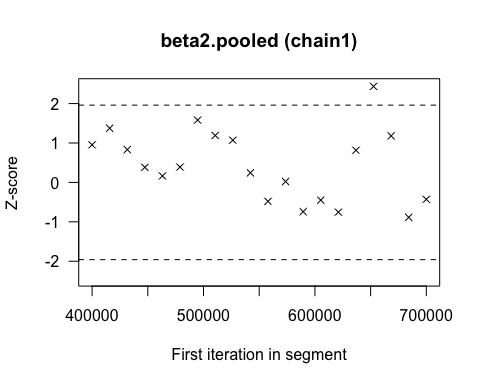 beta2.pooled (chain1)
Z-score
2
1
0
-1
-2
400000 500000 600000 700000
First iteration in segment